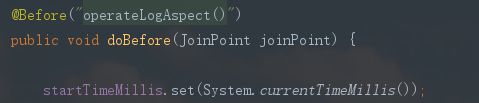 @Before("operateLogAspect()")
public void doBefore(JoinPoint joinPoint) {
startTimeMillis.set(System.currentTimeMillis());